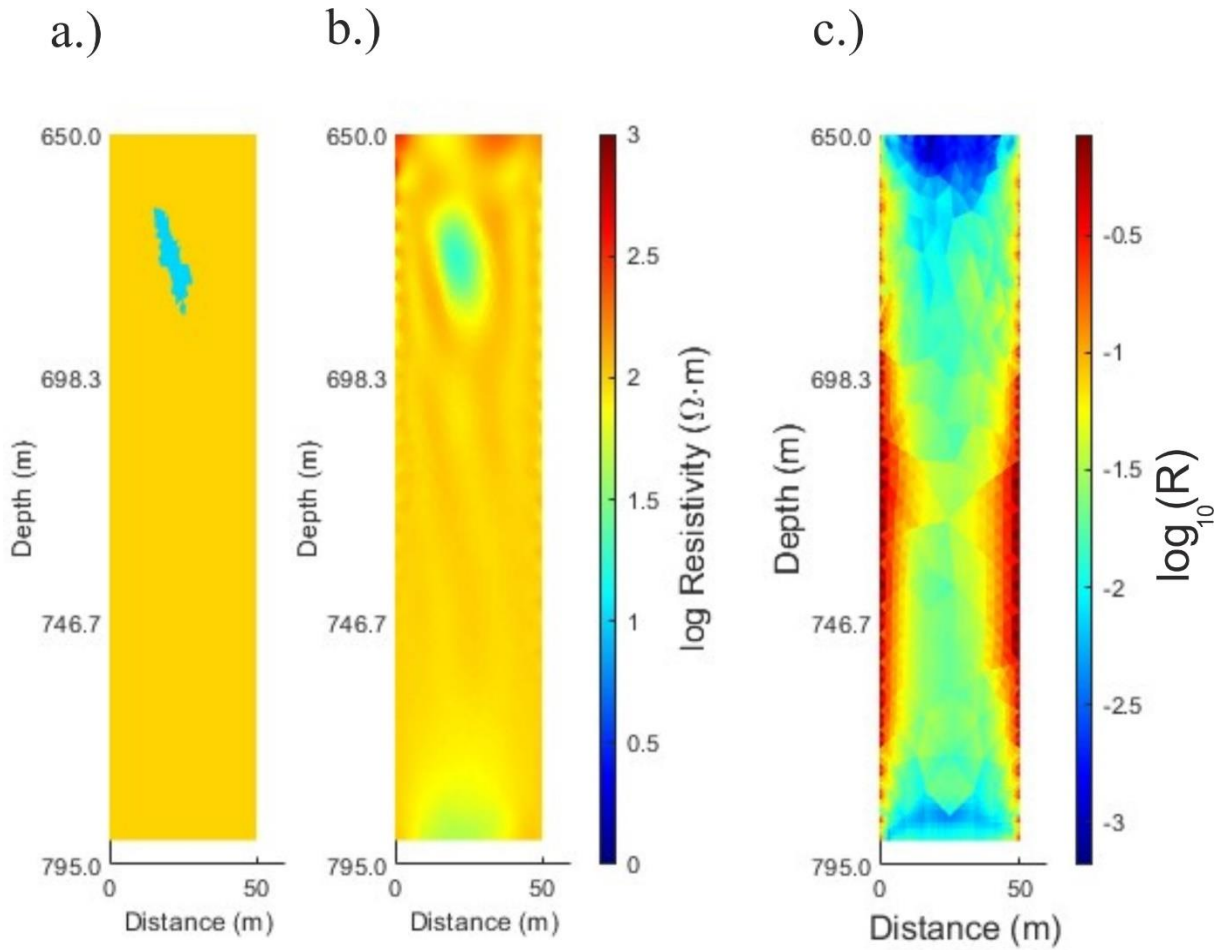 a.)
b.)
c.)
650.0
698.3
746.7
795.0
Depth (m)
0
50
Distance (m)
650.0
698.3
746.7
795.0
Depth (m)
0
50
Distance (m)
3
2.5
2
1.5
1
0.5
0
log Resistivity (Ω·m)
650.0
698.3
746.7
795.0
Depth (m)
0
50
Distance (m)
-0.5
-1
-1.5
-2
-2.5
-3
log10(R)